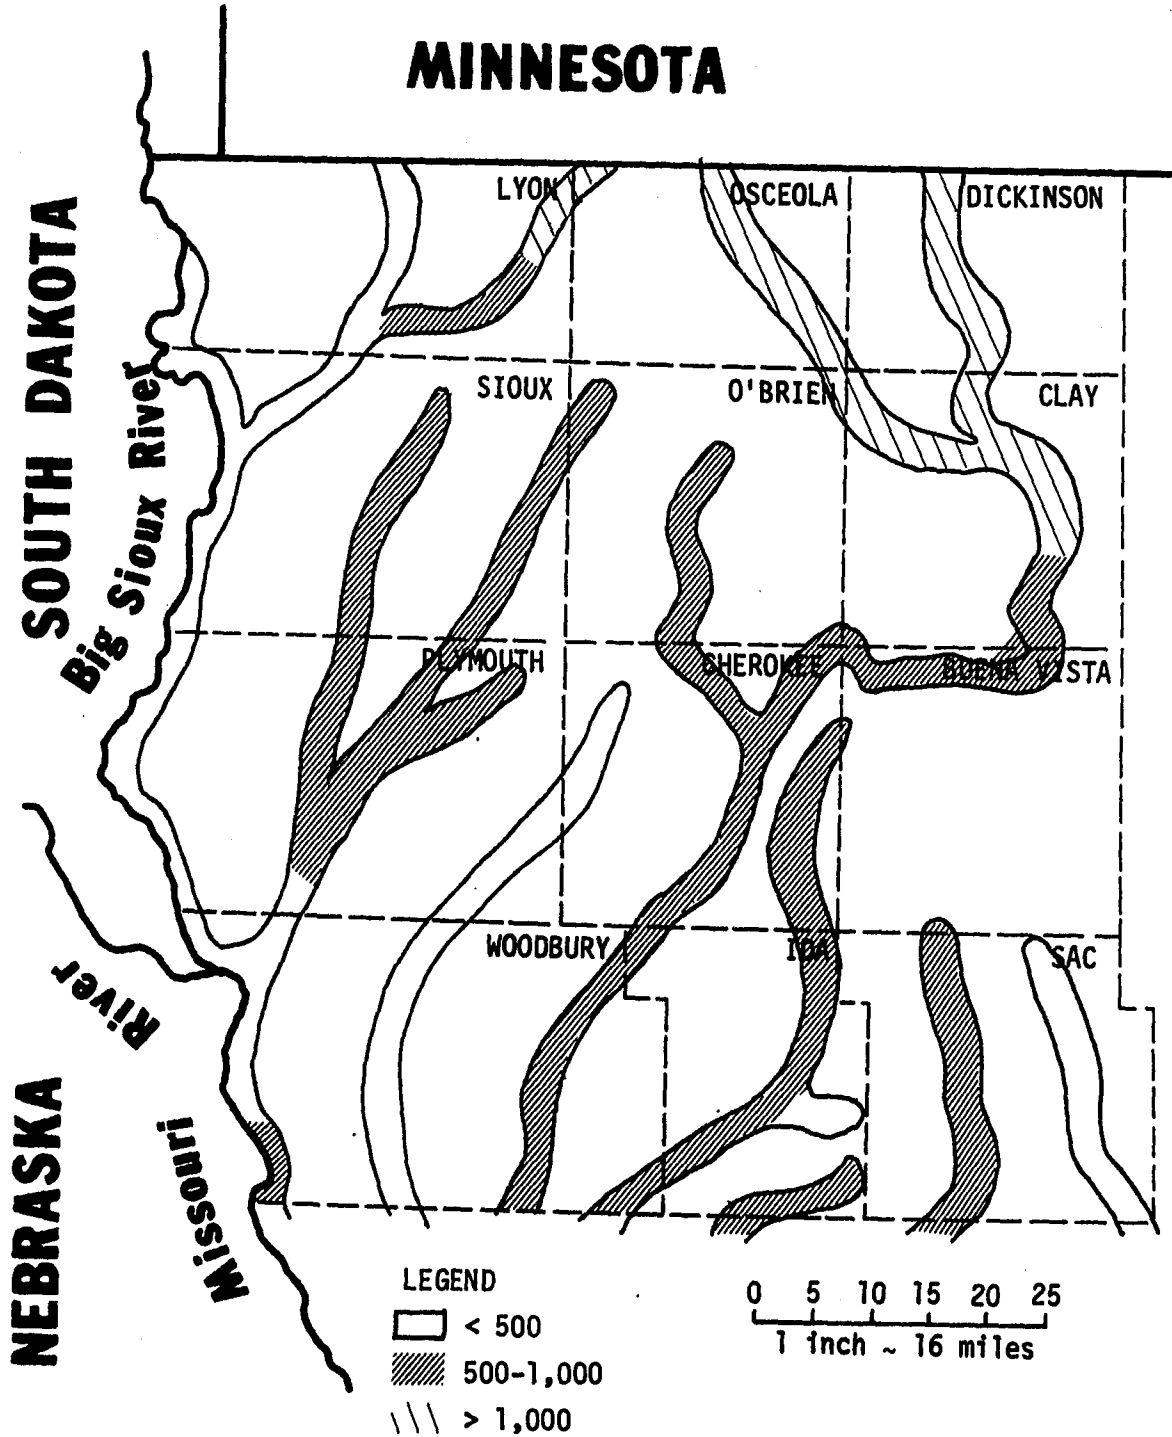 MINNESOTA
SOUTH DAKOTA
Big Sioux River
LYON
OSCEOLA
DICKINSON
SIOUX
O'BRIEN
CLAY
PLYMOUTH
CHEROKEE
BUENA VISTA
WOODBURY
IDA
SAC
River
Missouri
NEBRASKA
LEGEND
< 500
500-1,000
> 1,000
0 5 10 15 20 25
1 inch ~ 16 miles